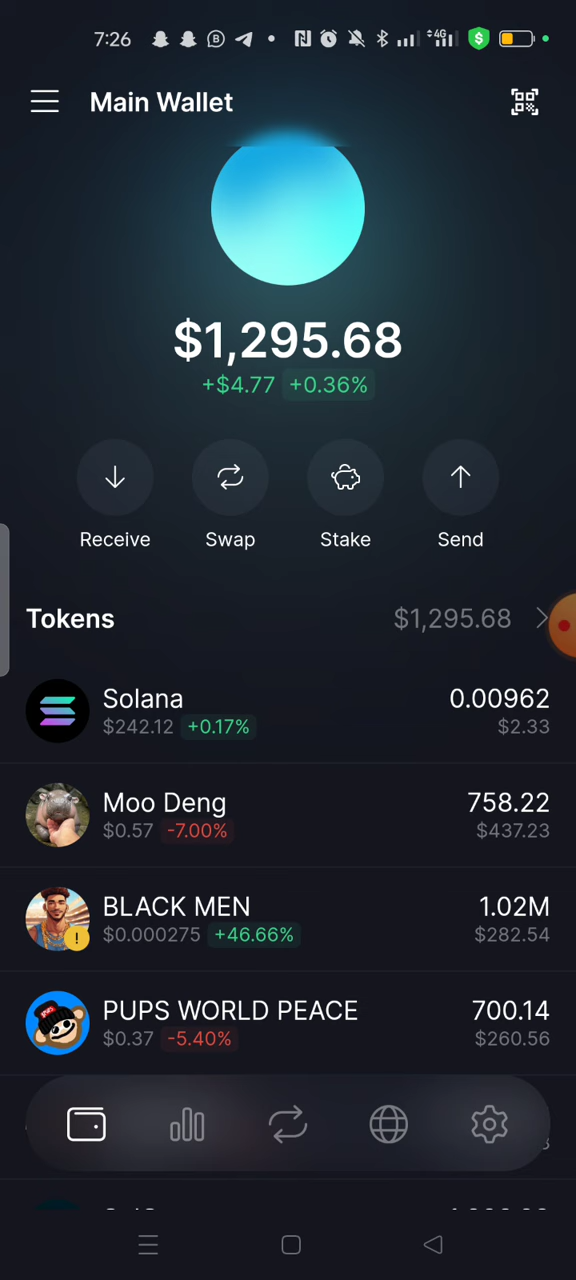 7:26
4G
Main Wallet
$1,295.68
+$4.77 +0.36%
Receive Swap Stake Send
Tokens $1,295.68
Solana 0.00962
$242.12 +0.17% $2.33
Moo Deng 758.22
$0.57 -7.00% $437.23
BLACK MEN 1.02M
$0.000275 +46.66% $282.54
PUPS WORLD PEACE 700.14
$0.37 -5.40% $260.56